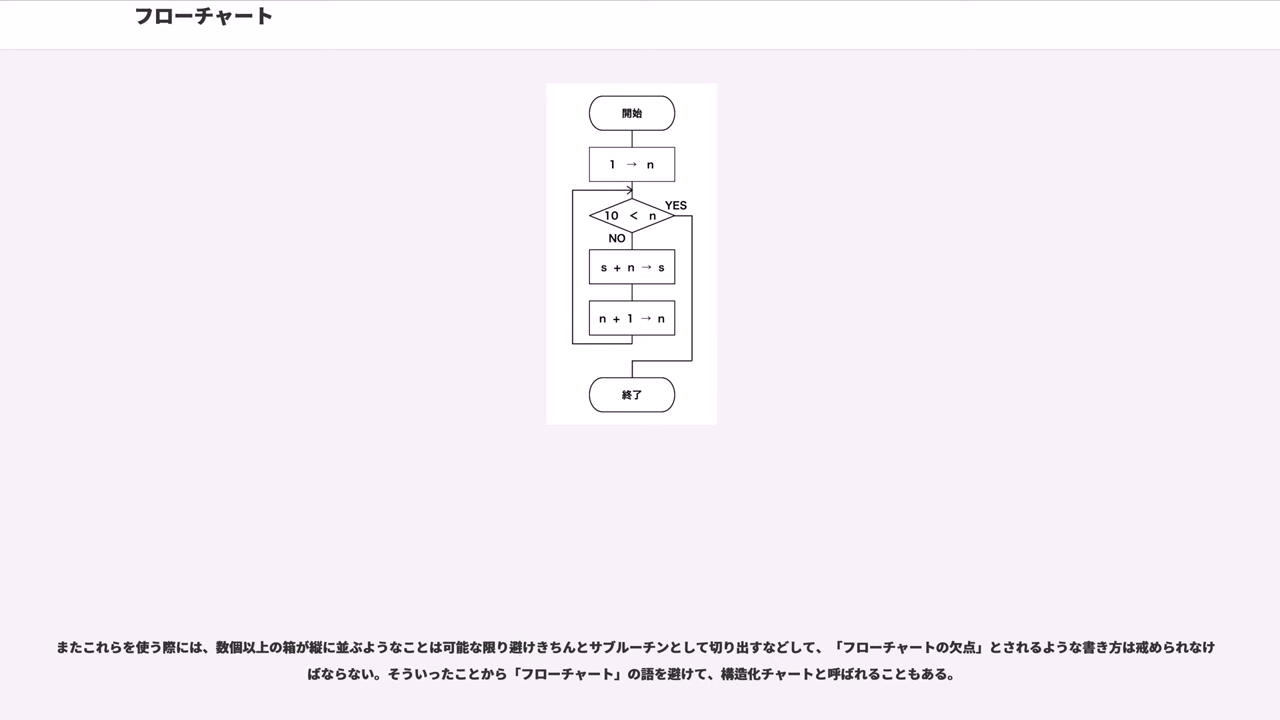 フローチャート
開始
1 → n
10 < n
YES
NO
s + n → s
n + 1 → n
終了
またこれらを使う際には、数個以上の箱が縦に並ぶようなことは可能な限り避けきちんとサブルーチンとして切り出すなどして、「フローチャートの欠点」とされるような書き方は戒められなけ
ばならない。そういったことから「フローチャート」の語を避けて、構造化チャートと呼ばれることもある。